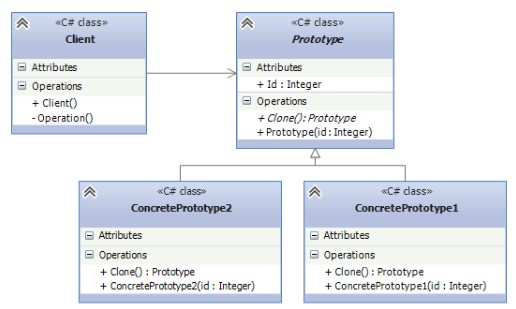 «C# class»
Client
Attributes
Operations
+ Client()
- Operation()
«C# class»
Prototype
Attributes
+ Id : Integer
Operations
+ Clone() : Prototype
+ Prototype(id : Integer)
«C# class»
ConcretePrototype2
Attributes
Operations
+ Clone() : Prototype
+ ConcretePrototype2(id : Integer)
«C# class»
ConcretePrototype1
Attributes
Operations
+ Clone() : Prototype
+ ConcretePrototype1(id : Integer)